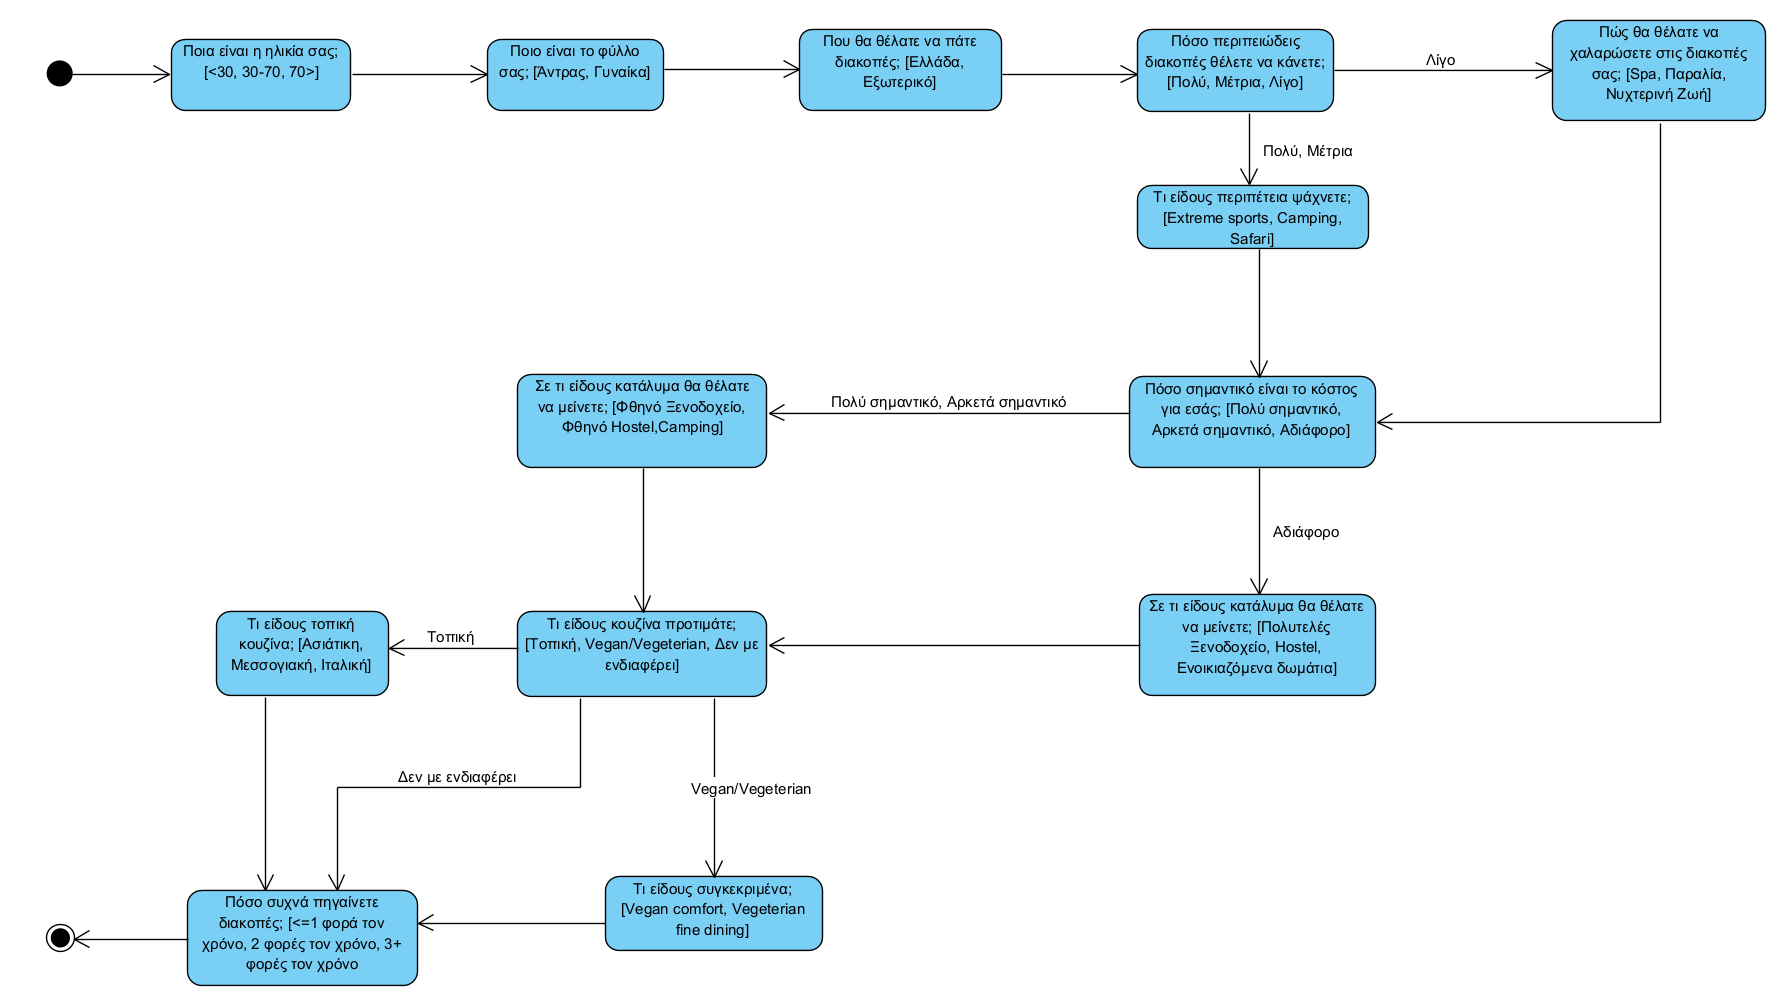 Ποια είναι η ηλικία σας;
[<30, 30-70, 70>]
Ποιο είναι το φύλλο
σας; [Άντρας, Γυναίκα]
Που θα θέλατε να πάτε
διακοπές; [Ελλάδα,
Εξωτερικό]
Πόσο περιπειώδεις
διακοπές θέλετε να κάνετε;
[Πολύ, Μέτρια, Λίγο]
Λίγο
Πώς θα θέλατε να
χαλαρώσετε στις διακοπές
σας; [Spa, Παραλία,
Νυχτερινή Ζωή]
Πολύ, Μέτρια
Τι είδους περιπέτεια ψάχνετε;
[Extreme sports, Camping,
Safari]
Σε τι είδους κατάλυμα θα θέλατε
να μείνετε; [Φθηνό Ξενοδοχείο,
Φθηνό Hostel,Camping]
Πολύ σημαντικό, Αρκετά σημαντικό
Πόσο σημαντικό είναι το κόστος
για εσάς; [Πολύ σημαντικό,
Αρκετά σημαντικό, Αδιάφορο]
Αδιάφορο
Σε τι είδους κατάλυμα θα θέλατε
να μείνετε; [Πολυτελές
Ξενοδοχείο, Hostel,
Ενοικιαζόμενα δωμάτια]
Τι είδους τοπική
κουζίνα; [Ασιάτικη,
Μεσσογιακή, Ιταλική]
Τοπική
Τι είδους κουζίνα προτιμάτε;
[Τοπική, Vegan/Vegeterian, Δεν με
ενδιαφέρει]
Δεν με ενδιαφέρει
Vegan/Vegeterian
Τι είδους συγκεκριμένα;
[Vegan comfort, Vegeterian
fine dining]
Πόσο συχνά πηγαίνετε
διακοπές; [<=1 φορά τον
χρόνο, 2 φορές τον χρόνο, 3+
φορές τον χρόνο